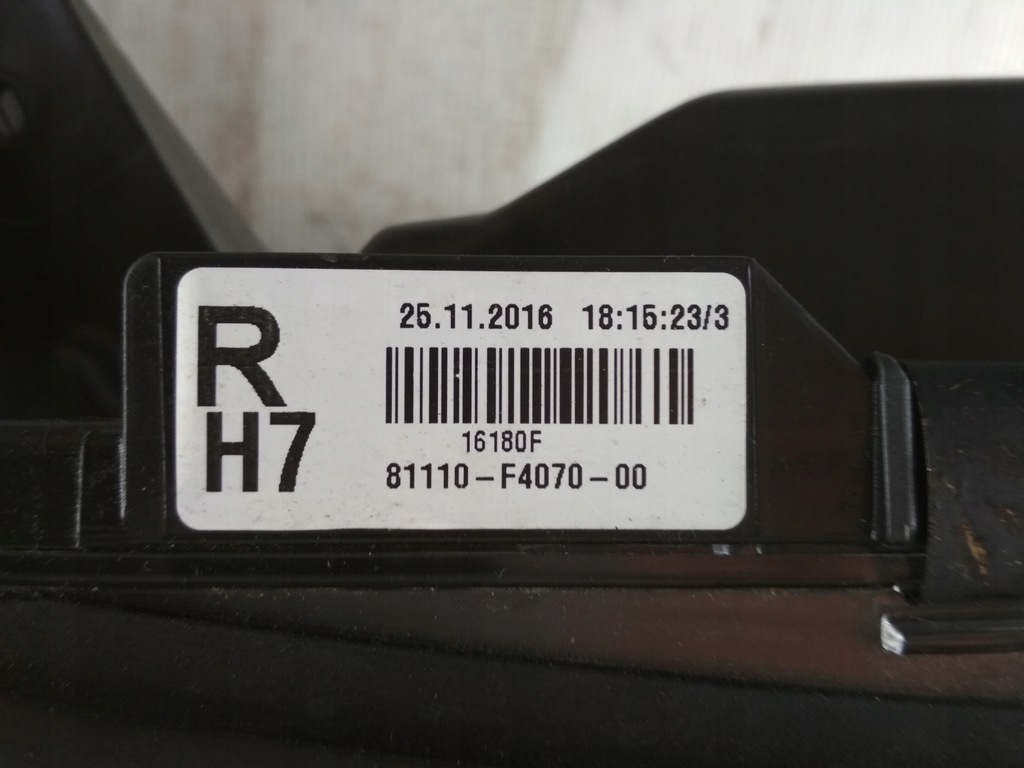 R
H7
25.11.2016 18:15:23/3
16180F
81110-F4070-00